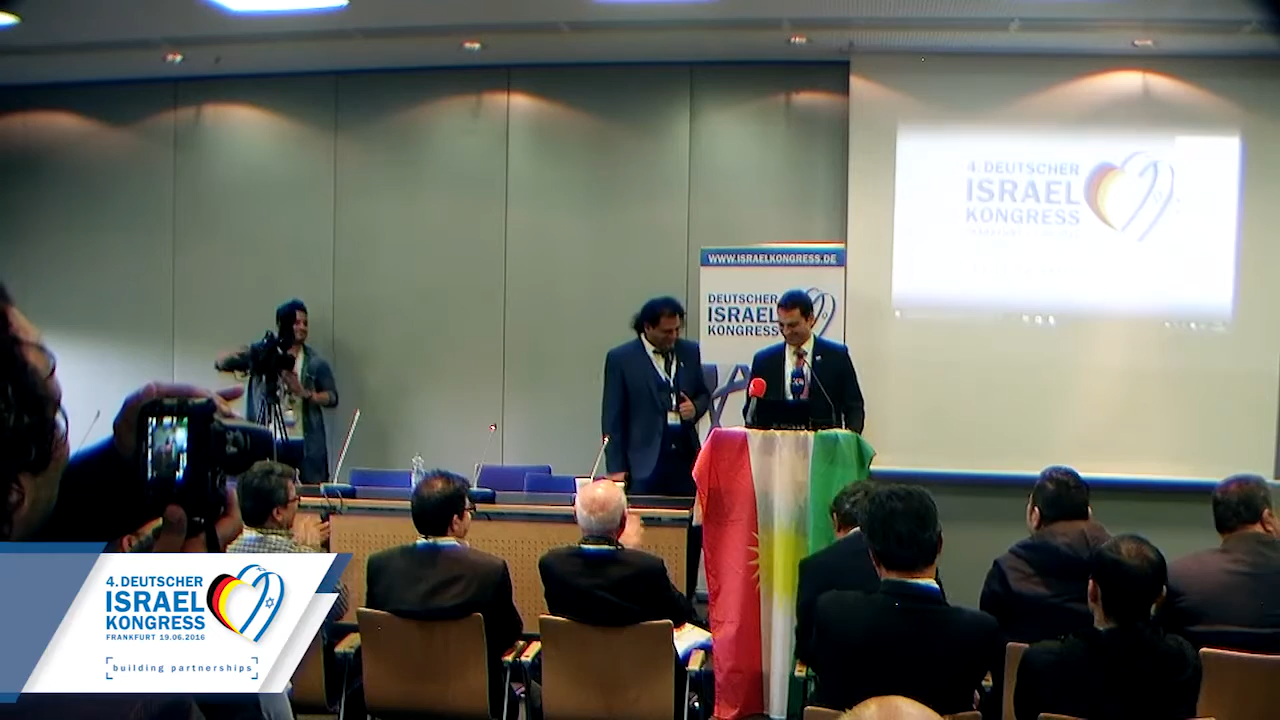 4. DEUTSCHER
ISRAEL
KONGRESS
WWW.ISRAELKONGRESS.DE
DEUTSCHER
ISRAEL
KONGRESS
4. DEUTSCHER
ISRAEL
KONGRESS
FRANKFURT 19.06.2016
building partnerships